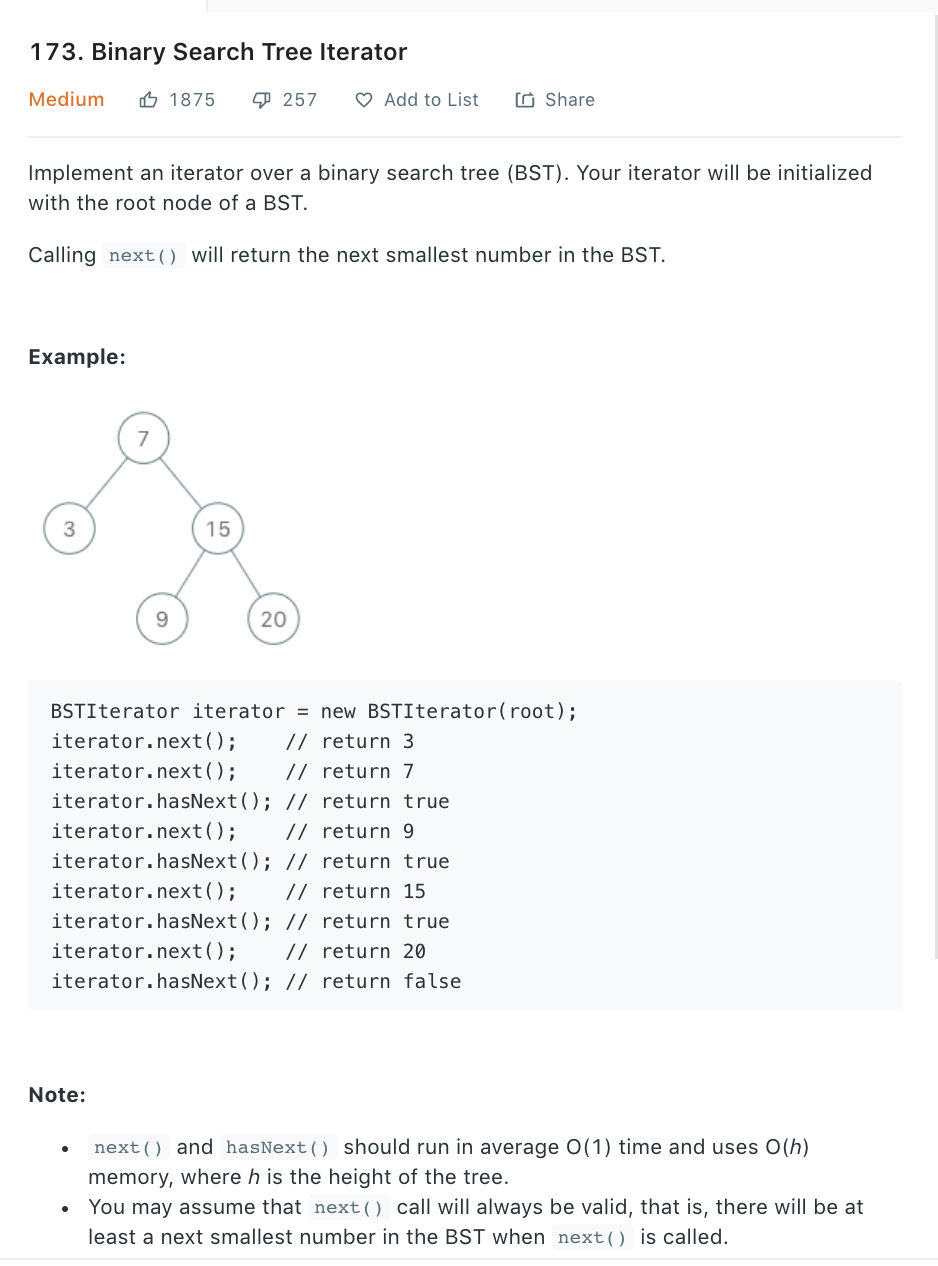 173. Binary Search Tree Iterator
Medium 1875 257 Add to List Share
Implement an iterator over a binary search tree (BST). Your iterator will be initialized
with the root node of a BST.
Calling next() will return the next smallest number in the BST.
Example:
7
3 15
9 20
BSTIterator iterator = new BSTIterator(root);
iterator.next();    // return 3
iterator.next();    // return 7
iterator.hasNext(); // return true
iterator.next();    // return 9
iterator.hasNext(); // return true
iterator.next();    // return 15
iterator.hasNext(); // return true
iterator.next();    // return 20
iterator.hasNext(); // return false
Note:
• next() and hasNext() should run in average O(1) time and uses O(h)
memory, where h is the height of the tree.
• You may assume that next() call will always be valid, that is, there will be at
least a next smallest number in the BST when next() is called.